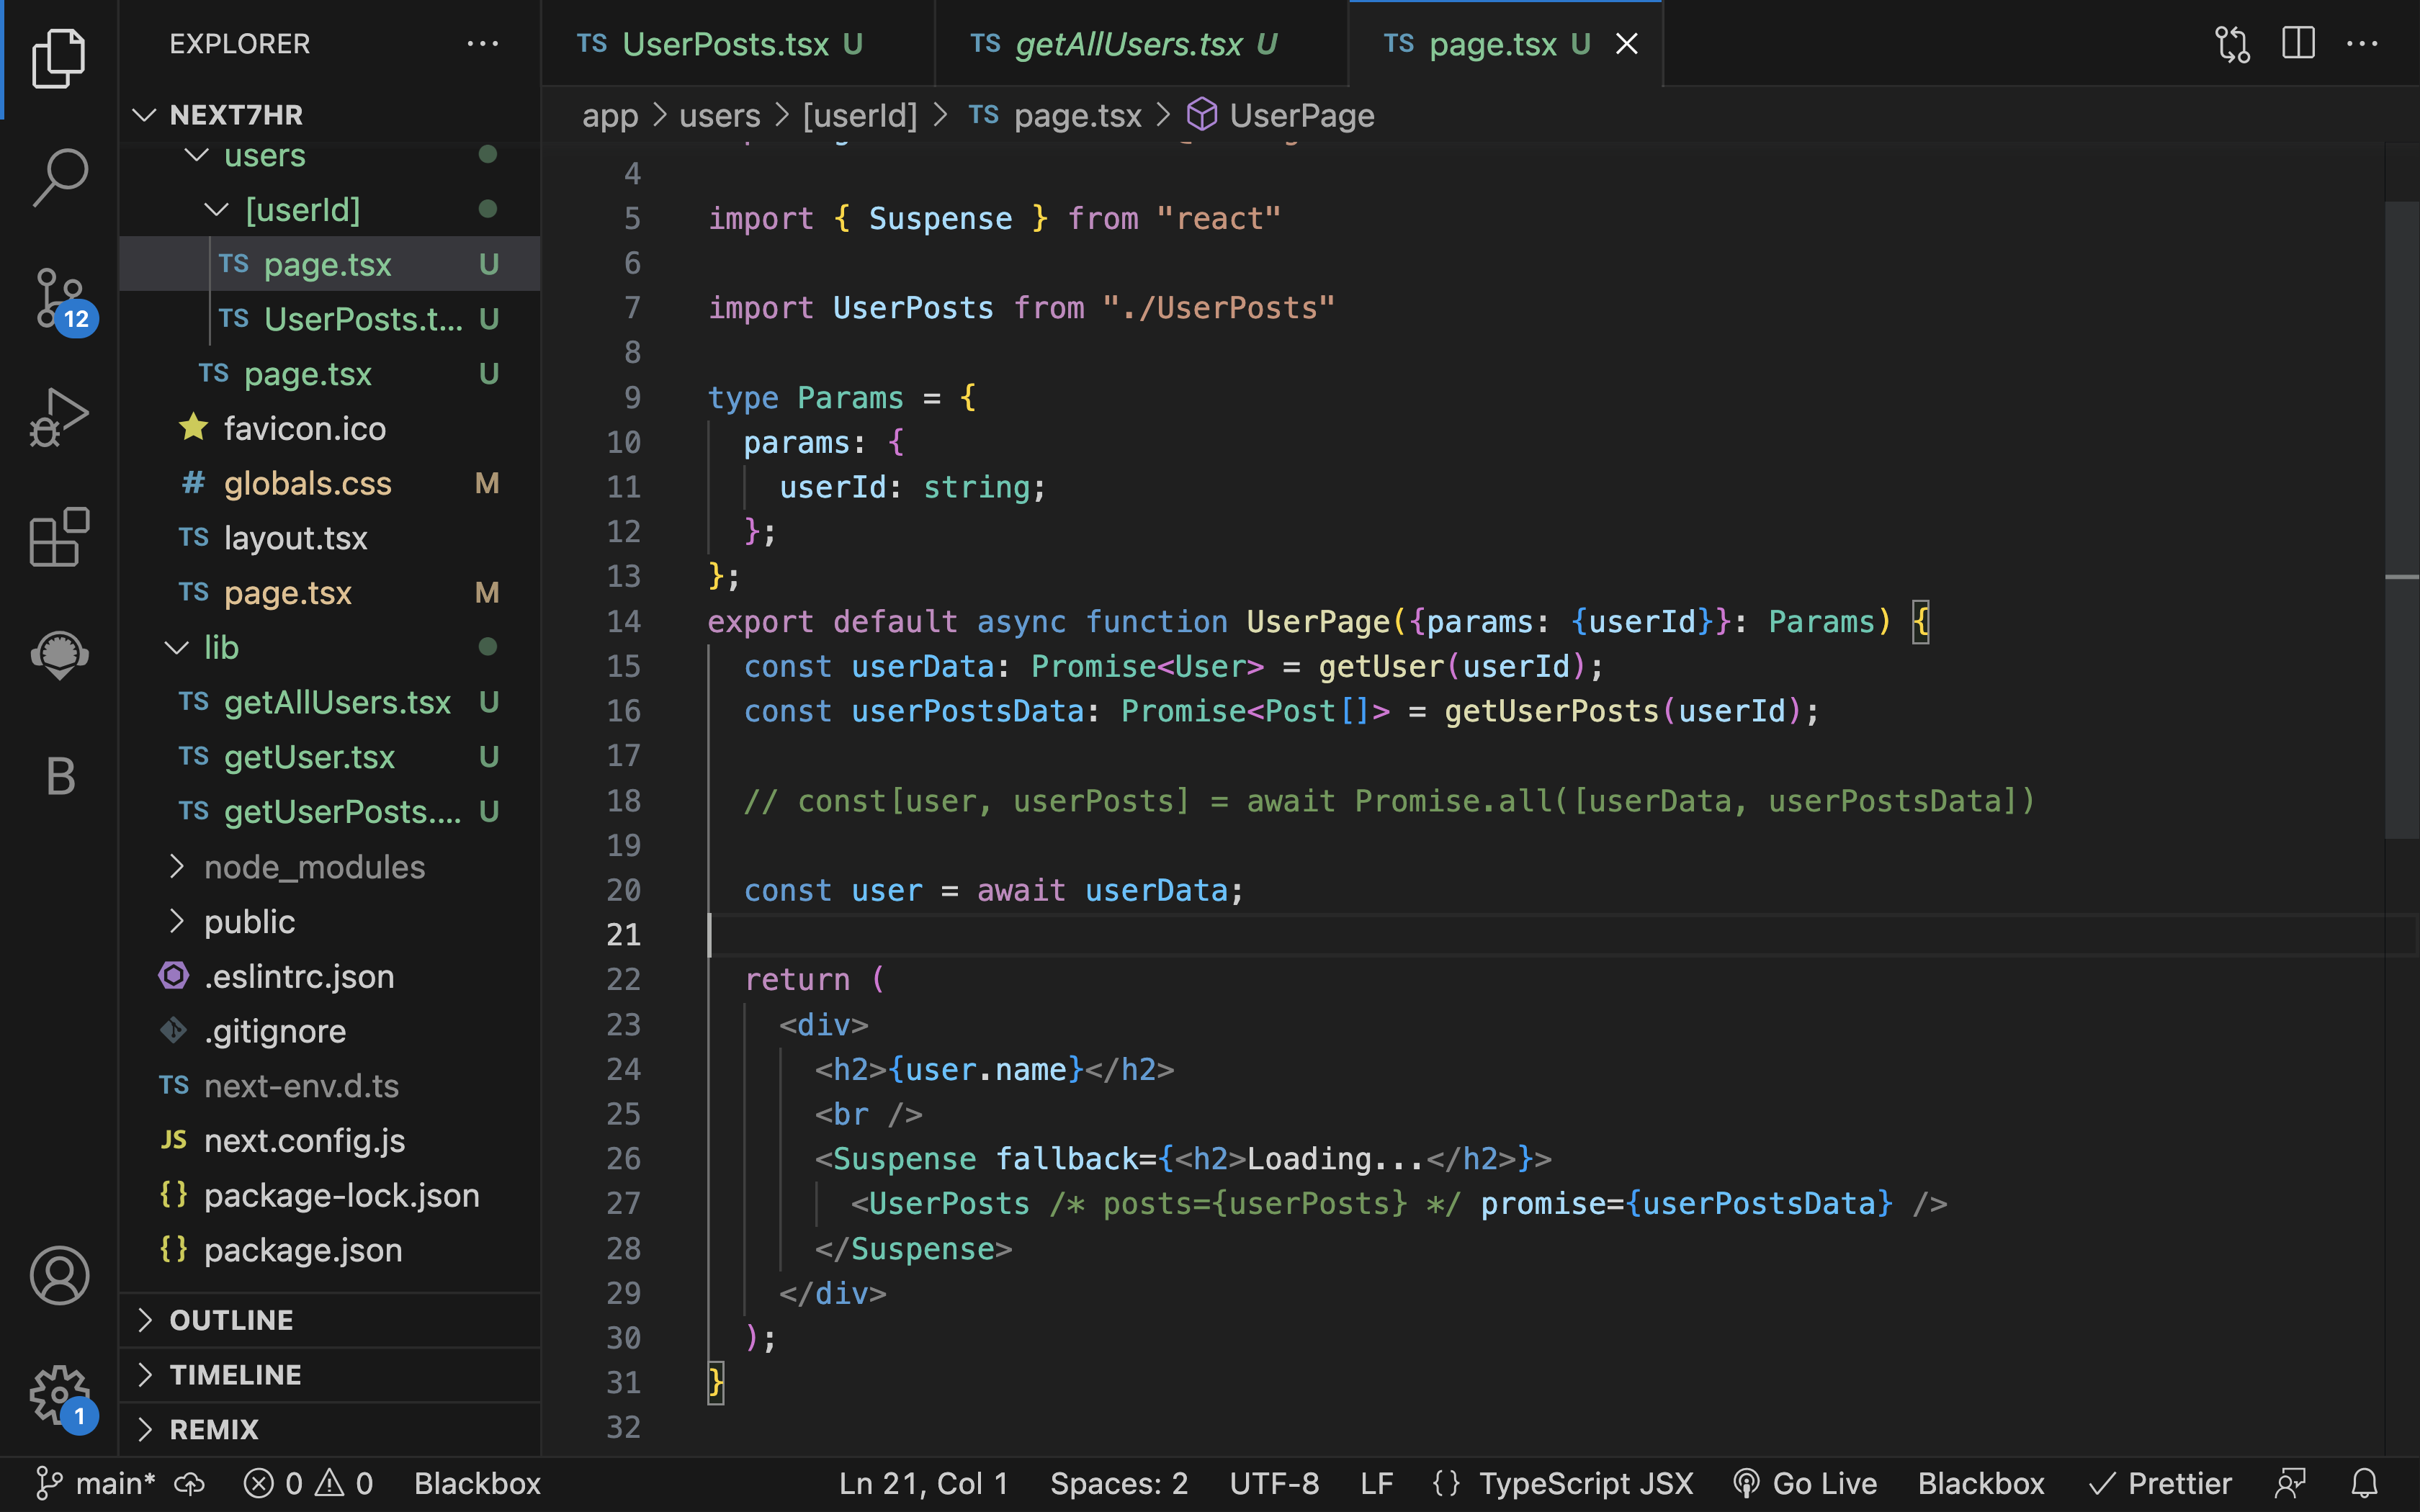 EXPLORER
TS UserPosts.tsx U
TS getAllUsers.tsx U
TS page.tsx U
NEXT7HR
app > users > [userId] > TS page.tsx > UserPage
users
[userId]
TS page.tsx U
TS UserPosts.t... U
TS page.tsx U
favicon.ico
# globals.css M
TS layout.tsx
TS page.tsx M
lib
TS getAllUsers.tsx U
TS getUser.tsx U
TS getUserPosts.... U
node_modules
public
.eslintrc.json
.gitignore
TS next-env.d.ts
JS next.config.js
{} package-lock.json
{} package.json
OUTLINE
TIMELINE
REMIX
12
B
1
4
5 import { Suspense } from "react"
6
7 import UserPosts from "./UserPosts"
8
9 type Params = {
10 params: {
11 userId: string;
12 };
13 };
14 export default async function UserPage({params: {userId}}: Params) {
15 const userData: Promise<User> = getUser(userId);
16 const userPostsData: Promise<Post[]> = getUserPosts(userId);
17
18 // const[user, userPosts] = await Promise.all([userData, userPostsData])
19
20 const user = await userData;
21
22 return (
23 <div>
24 <h2>{user.name}</h2>
25 <br />
26 <Suspense fallback={<h2>Loading...</h2>}>
27 <UserPosts /* posts={userPosts} */ promise={userPostsData} />
28 </Suspense>
29 </div>
30 );
31 }
32
main* 0 0 Blackbox Ln 21, Col 1 Spaces: 2 UTF-8 LF {} TypeScript JSX Go Live Blackbox Prettier